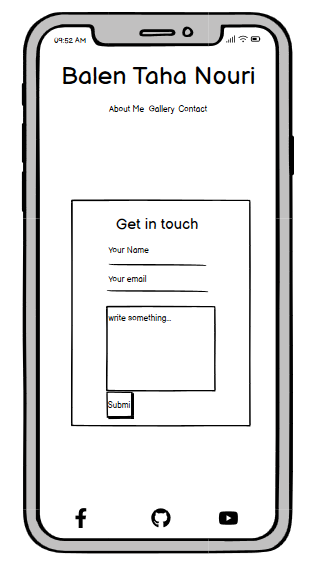 09:52 AM
Balen Taha Nouri
About Me Gallery Contact
Get in touch
Your Name
Your email
write something...
Submi